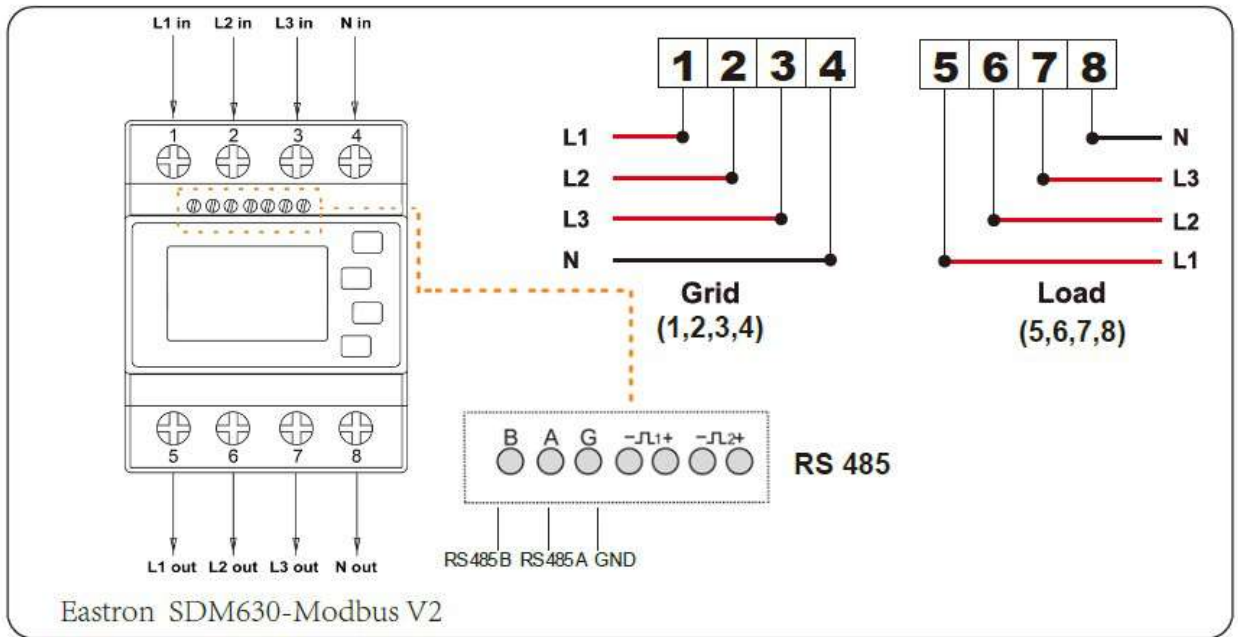 L1 in L2 in L3 in N in
1 2 3 4
5 6 7 8
L1 out L2 out L3 out N out
1 2 3 4
L1
L2
L3
N
Grid
(1,2,3,4)
5 6 7 8
N
L3
L2
L1
Load
(5,6,7,8)
B A G -⎍1+ -⎍2+
RS 485
RS485B RS485A GND
Eastron SDM630-Modbus V2